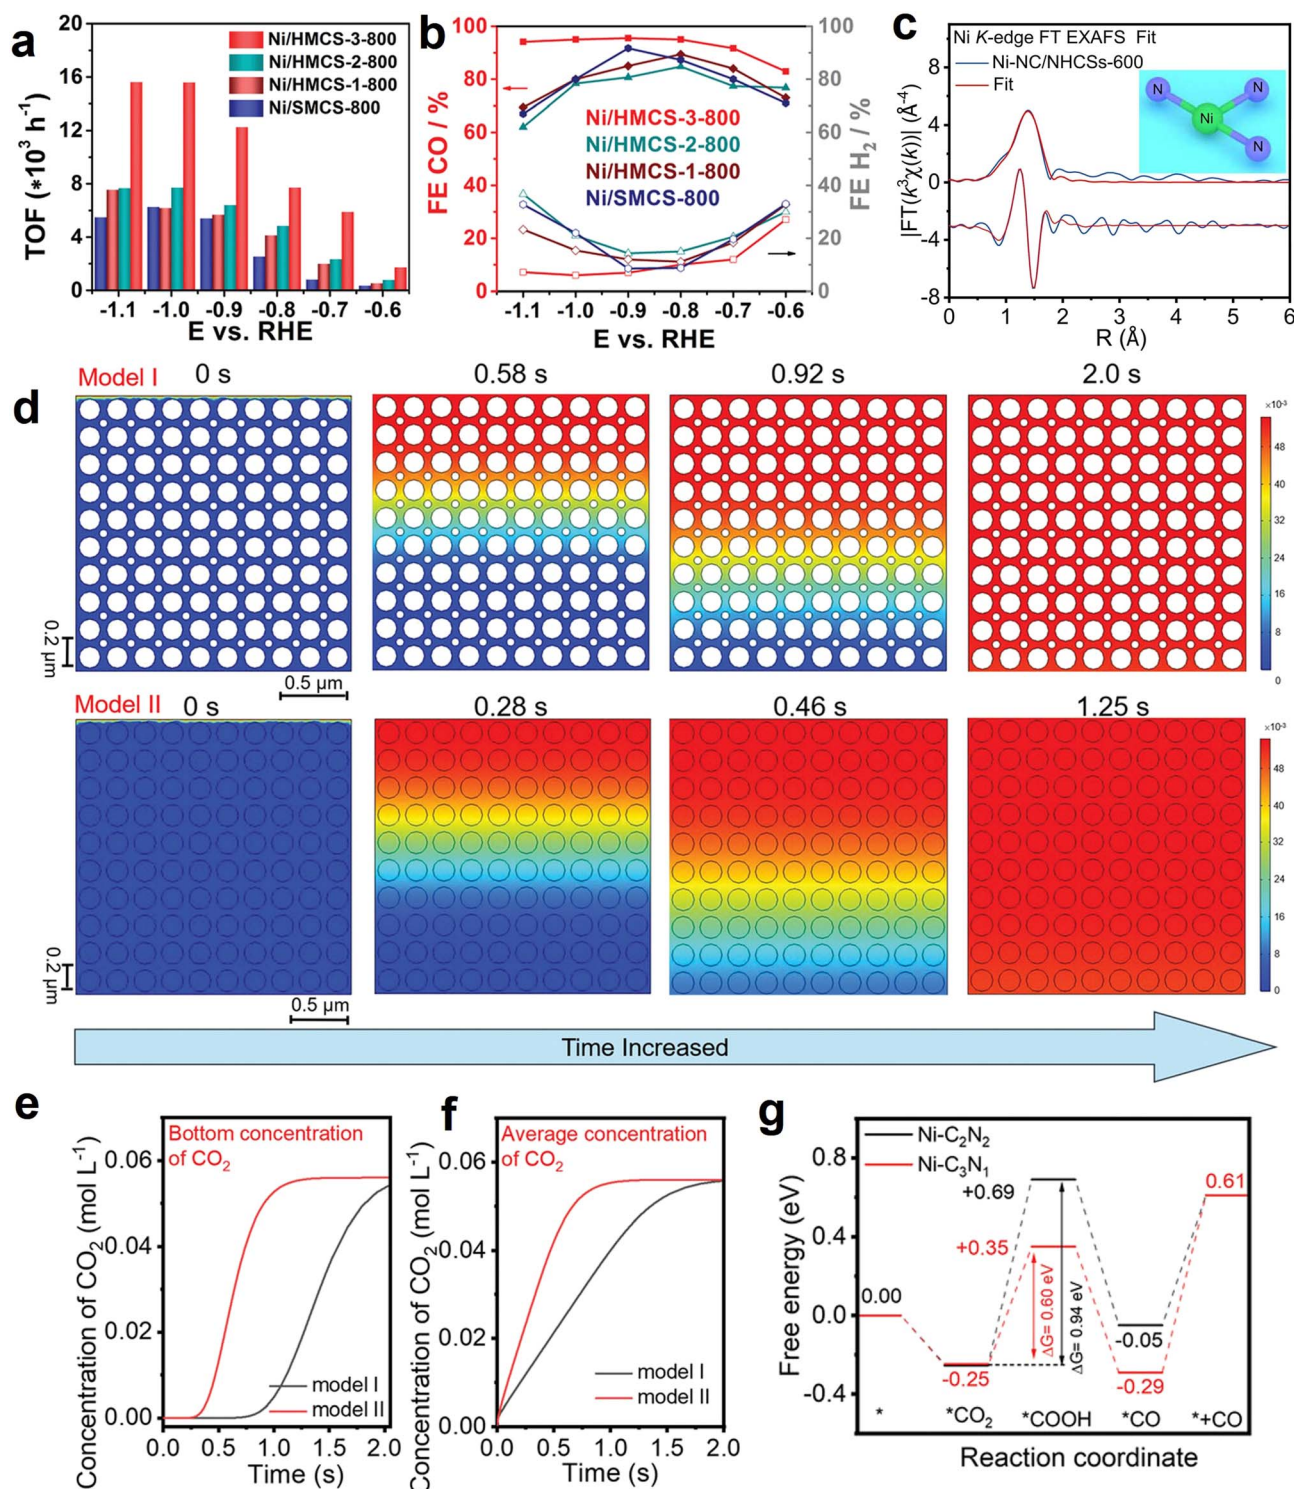 a
TOF (*10³ h⁻¹)
20
16
12
8
4
0
Ni/HMCS-3-800
Ni/HMCS-2-800
Ni/HMCS-1-800
Ni/SMCS-800
-1.1 -1.0 -0.9 -0.8 -0.7 -0.6
E vs. RHE
b
FE CO / %
100
80
60
40
20
0
Ni/HMCS-3-800
Ni/HMCS-2-800
Ni/HMCS-1-800
Ni/SMCS-800
100
80
60
40
20
0
FE H₂ / %
-1.1 -1.0 -0.9 -0.8 -0.7 -0.6
E vs. RHE
c
Ni K-edge FT EXAFS Fit
Ni-NC/NHCSs-600
Fit
N
N
Ni
N
|FT(k³χ(k))| (Å⁻⁴)
8
4
0
-4
-8
0 1 2 3 4 5 6
R (Å)
d
Model I
0 s
0.58 s
0.92 s
2.0 s
0.2 µm
0.5 µm
×10⁻³
48
40
32
24
16
8
0
Model II
0 s
0.28 s
0.46 s
1.25 s
0.2 µm
0.5 µm
×10⁻³
48
40
32
24
16
8
0
Time Increased
e
Concentration of CO₂ (mol L⁻¹)
Bottom concentration
of CO₂
0.06
0.04
0.02
0.00
model I
model II
0.0 0.5 1.0 1.5 2.0
Time (s)
f
Concentration of CO₂ (mol L⁻¹)
Average concentration
of CO₂
0.06
0.04
0.02
0.00
model I
model II
0.0 0.5 1.0 1.5 2.0
Time (s)
g
Free energy (eV)
Ni-C₂N₂
Ni-C₃N₁
0.8
0.4
0.0
-0.4
0.00
-0.25
+0.69
+0.35
ΔG= 0.60 eV
ΔG= 0.94 eV
-0.05
-0.29
0.61
* *CO₂ *COOH *CO *+CO
Reaction coordinate